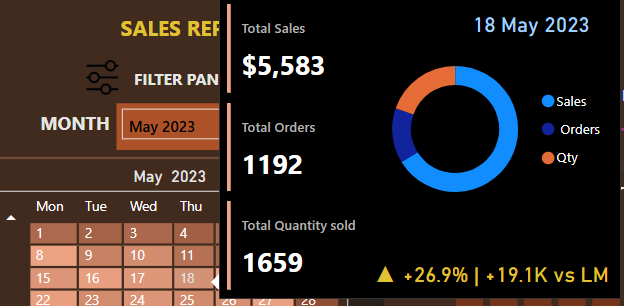 SALES REP
FILTER PAN
MONTH
May 2023
May 2023
Mon Tue Wed Thu
1 2 3 4
8 9 10 11
15 16 17 18
22 23 24 25 26 27 28
18 May 2023
Total Sales
$5,583
Total Orders
1192
Total Quantity sold
1659
Sales
Orders
Qty
▲ +26.9% | +19.1K vs LM